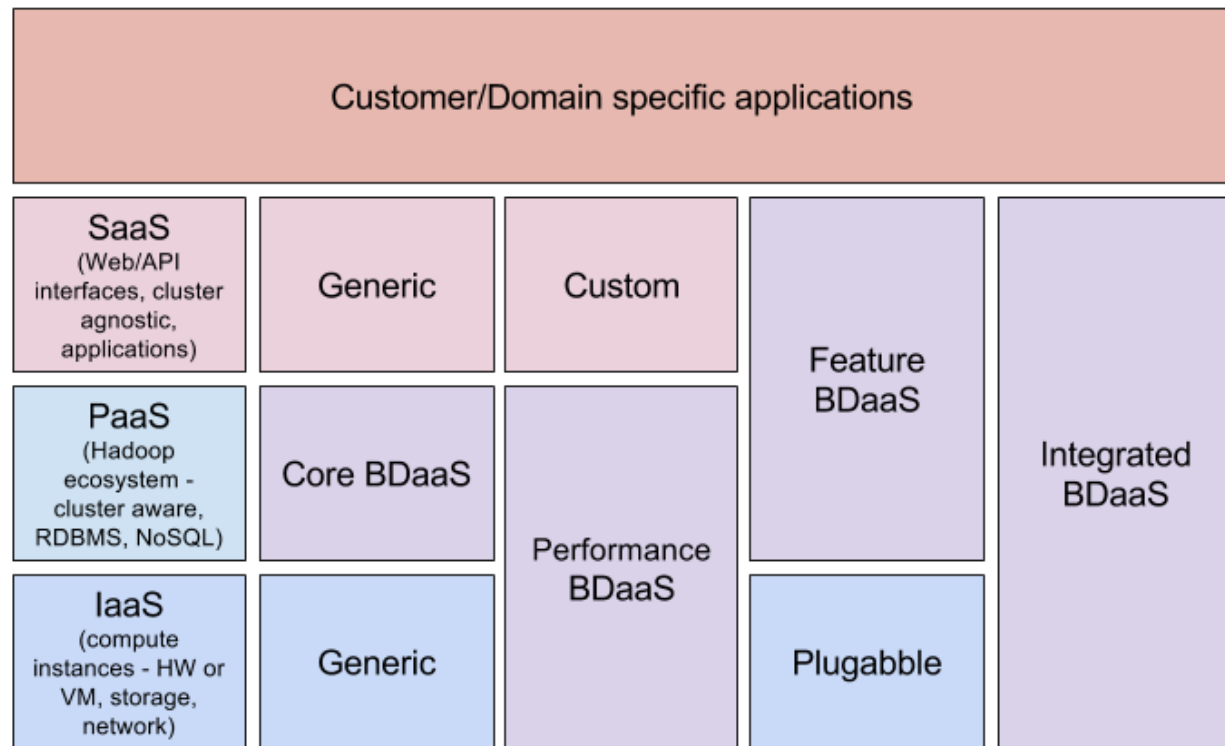 Customer/Domain specific applications
SaaS
(Web/API
interfaces, cluster
agnostic,
applications)
Generic
Custom
Feature
BDaaS
Integrated
BDaaS
PaaS
(Hadoop
ecosystem -
cluster aware,
RDBMS, NoSQL)
Core BDaaS
Performance
BDaaS
IaaS
(compute
instances - HW or
VM, storage,
network)
Generic
Plugabble